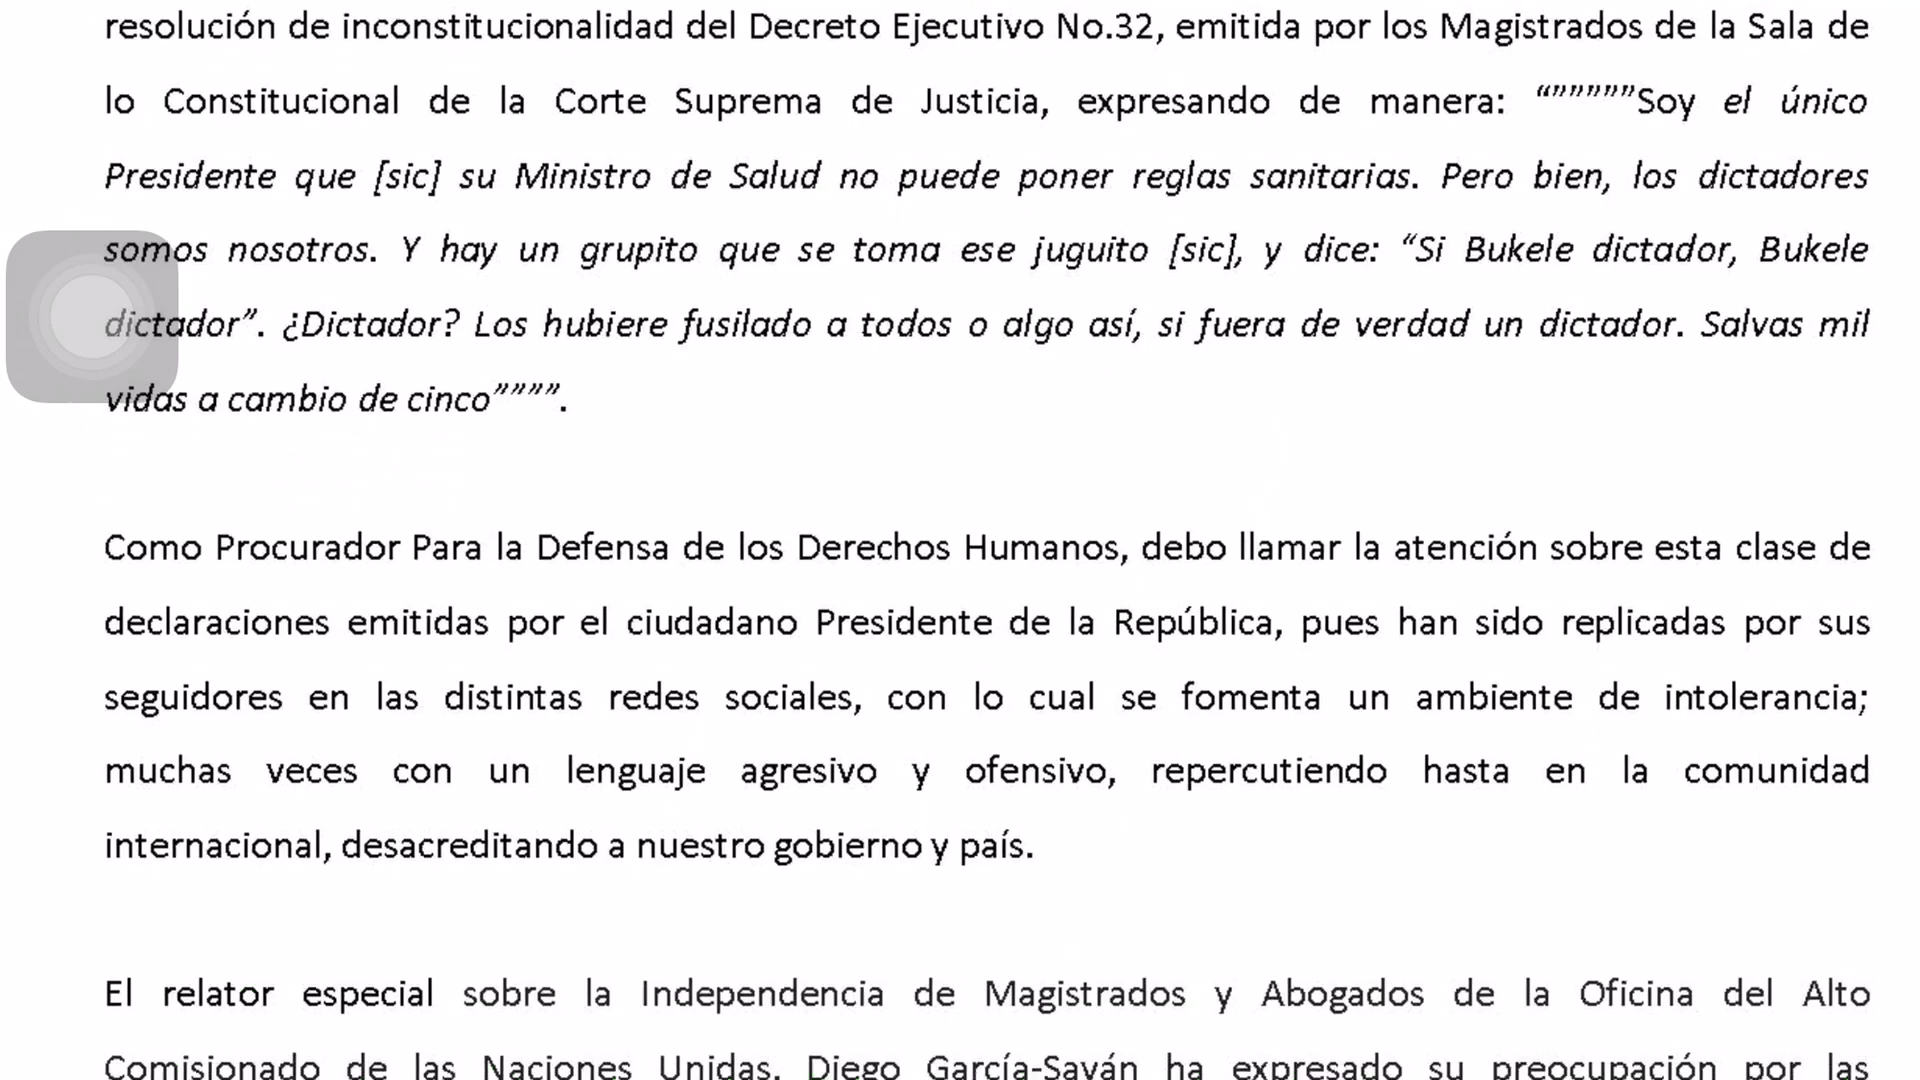 resolución de inconstitucionalidad del Decreto Ejecutivo No.32, emitida por los Magistrados de la Sala de
lo Constitucional de la Corte Suprema de Justicia, expresando de manera: “”””””Soy el único
Presidente que [sic] su Ministro de Salud no puede poner reglas sanitarias. Pero bien, los dictadores
somos nosotros. Y hay un grupito que se toma ese juguito [sic], y dice: “Si Bukele dictador, Bukele
dictador”. ¿Dictador? Los hubiere fusilado a todos o algo así, si fuera de verdad un dictador. Salvas mil
vidas a cambio de cinco””””.
Como Procurador Para la Defensa de los Derechos Humanos, debo llamar la atención sobre esta clase de
declaraciones emitidas por el ciudadano Presidente de la República, pues han sido replicadas por sus
seguidores en las distintas redes sociales, con lo cual se fomenta un ambiente de intolerancia;
muchas veces con un lenguaje agresivo y ofensivo, repercutiendo hasta en la comunidad
internacional, desacreditando a nuestro gobierno y país.
El relator especial sobre la Independencia de Magistrados y Abogados de la Oficina del Alto
Comisionado de las Naciones Unidas, Diego García-Sayán ha expresado su preocupación por las